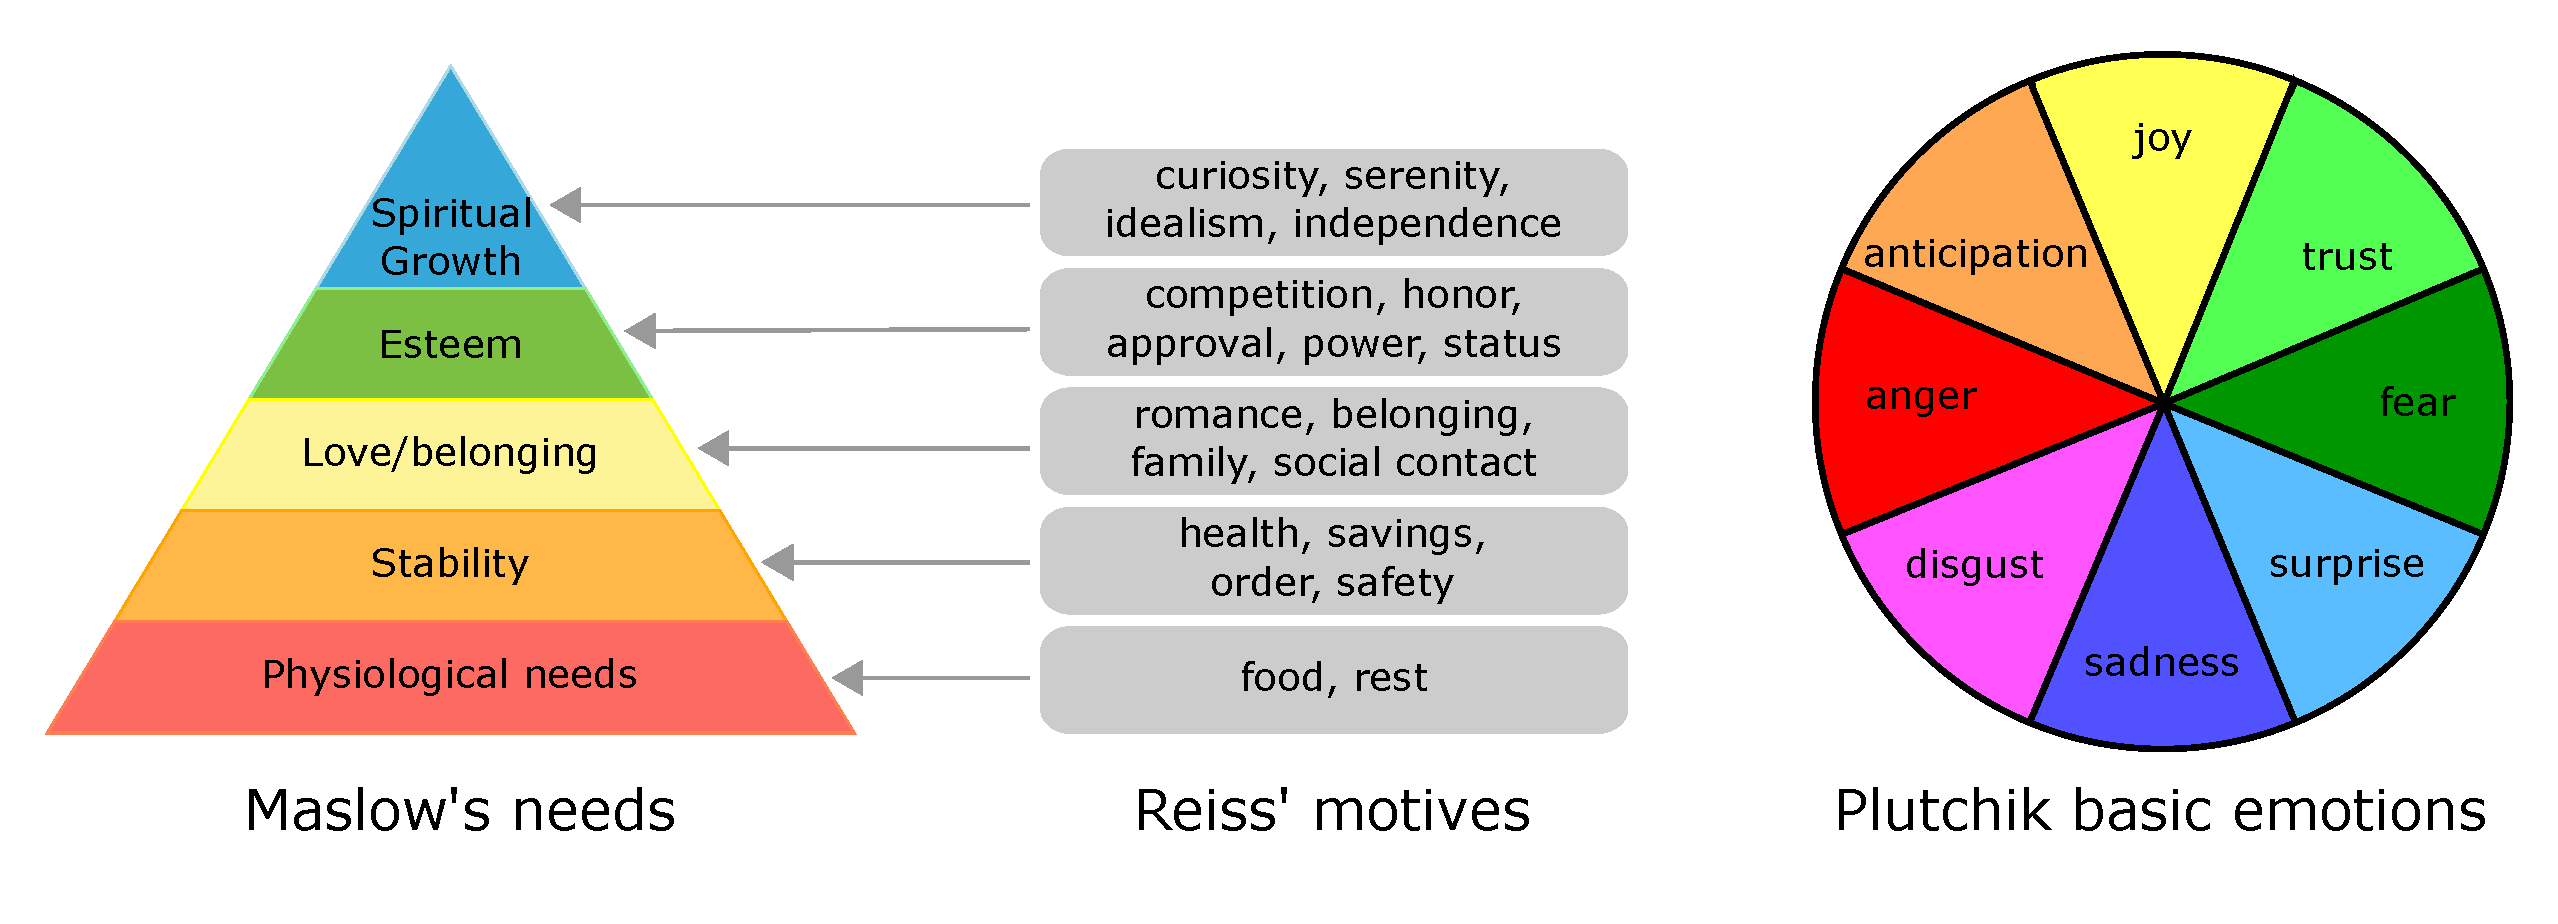 Spiritual
Growth
Esteem
Love/belonging
Stability
Physiological needs
Maslow's needs
curiosity, serenity,
idealism, independence
competition, honor,
approval, power, status
romance, belonging,
family, social contact
health, savings,
order, safety
food, rest
Reiss' motives
joy
trust
fear
surprise
sadness
disgust
anger
anticipation
Plutchik basic emotions